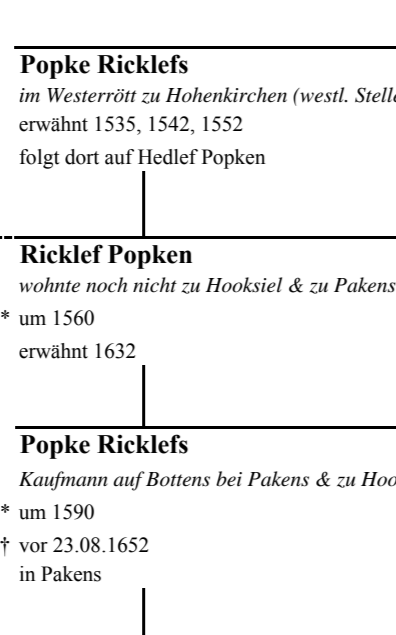 Popke Ricklefs
im Westerrött zu Hohenkirchen (westl. Stell
erwähnt 1535, 1542, 1552
folgt dort auf Hedlef Popken
Ricklef Popken
wohnte noch nicht zu Hooksiel & zu Pakens
* um 1560
erwähnt 1632
Popke Ricklefs
Kaufmann auf Bottens bei Pakens & zu Hoo
* um 1590
† vor 23.08.1652
in Pakens